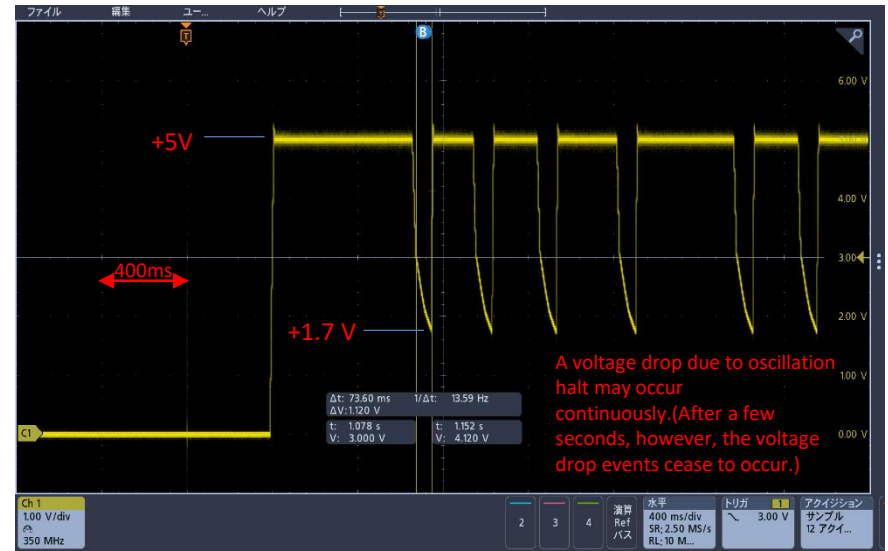 ファイル 編集 ユー... ヘルプ
T
B
6.00 V
+5V
4.00 V
3.00
400ms
2.00 V
+1.7 V
1.00 V
A voltage drop due to oscillation
halt may occur
continuously.(After a few
seconds, however, the voltage
drop events cease to occur.)
Δt: 73.60 ms 1/Δt: 13.59 Hz
ΔV:1.120 V
t: 1.078 s t: 1.152 s
V: 3.000 V V: 4.120 V
C1
0.00 V
Ch 1
1.00 V/div
350 MHz
2
3
4
演算
Ref
バス
水平
400 ms/div
SR: 2.50 MS/s
RL: 10 M...
トリガ 1
3.00 V
アクイジション
サンプル
12 アクイ...